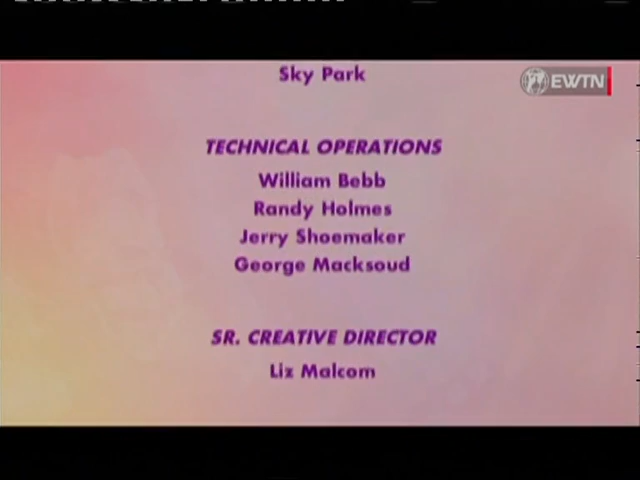 Sky Park
EWTN
TECHNICAL OPERATIONS
William Bebb
Randy Holmes
Jerry Shoemaker
George Macksoud
SR. CREATIVE DIRECTOR
Liz Malcom